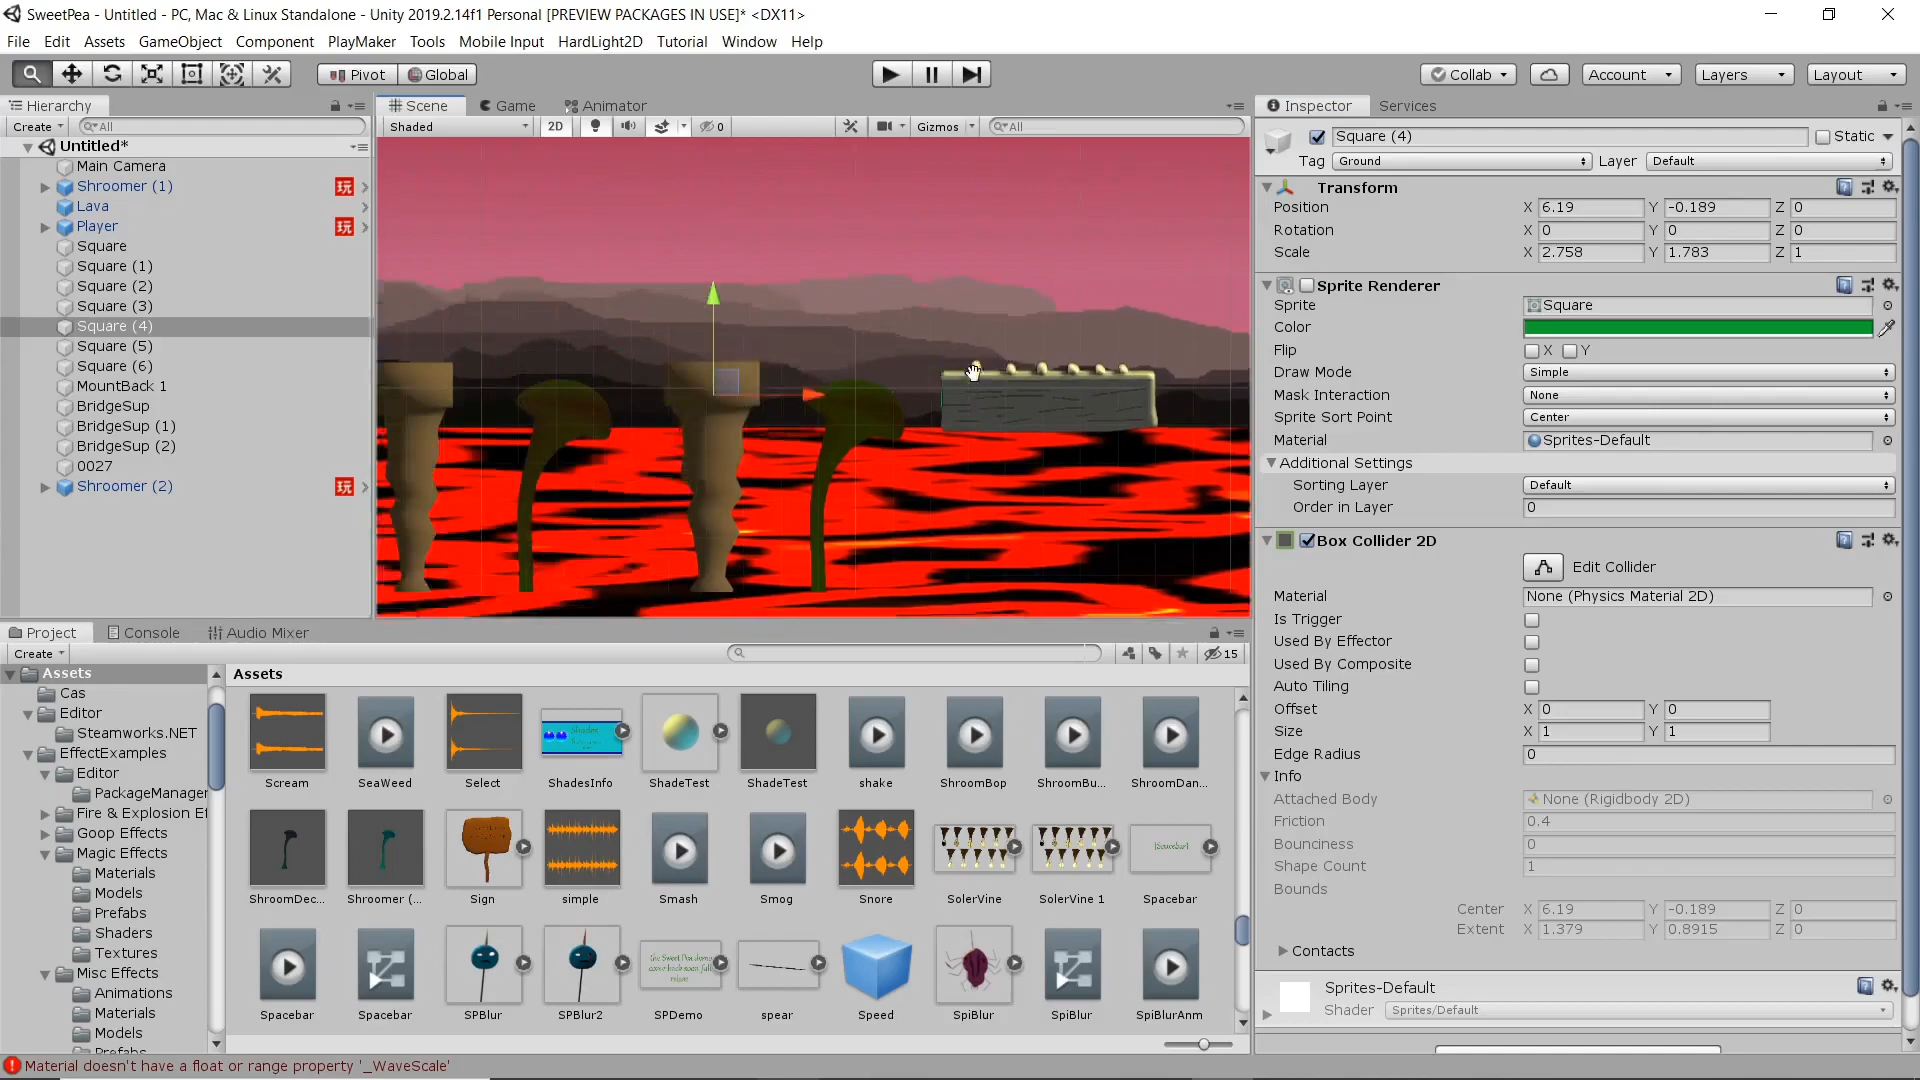 SweetPea - Untitled - PC, Mac & Linux Standalone - Unity 2019.2.14f1 Personal [PREVIEW PACKAGES IN USE]* <DX11>
File Edit Assets GameObject Component PlayMaker Tools Mobile Input HardLight2D Tutorial Window Help
Pivot Global Collab Account Layers Layout
Hierarchy
Create All
Untitled*
Main Camera
Shroomer (1) 玩
Lava
Player 玩
Square
Square (1)
Square (2)
Square (3)
Square (4)
Square (5)
Square (6)
MountBack 1
BridgeSup
BridgeSup (1)
BridgeSup (2)
0027
Shroomer (2) 玩
Scene Game Animator
Shaded 2D 0 Gizmos All
Inspector Services
Square (4) Static
Tag Ground Layer Default
Transform
Position X 6.19 Y -0.189 Z 0
Rotation X 0 Y 0 Z 0
Scale X 2.758 Y 1.783 Z 1
Sprite Renderer
Sprite Square
Color
Flip X Y
Draw Mode Simple
Mask Interaction None
Sprite Sort Point Center
Material Sprites-Default
Additional Settings
Sorting Layer Default
Order in Layer 0
Box Collider 2D
Edit Collider
Material None (Physics Material 2D)
Is Trigger
Used By Effector
Used By Composite
Auto Tiling
Offset X 0 Y 0
Size X 1 Y 1
Edge Radius 0
Info
Attached Body None (Rigidbody 2D)
Friction 0.4
Bounciness 0
Shape Count 1
Bounds
Center X 6.19 Y -0.189 Z 0
Extent X 1.379 Y 0.8915 Z 0
Contacts
Sprites-Default
Shader Sprites/Default
Project Console Audio Mixer
Create 15
Assets
Cas
Editor
Steamworks.NET
EffectExamples
Editor
PackageManager
Fire & Explosion Ef
Goop Effects
Magic Effects
Materials
Models
Prefabs
Shaders
Textures
Misc Effects
Animations
Materials
Models
Prefabs
Assets
Scream SeaWeed Select ShadesInfo ShadeTest ShadeTest shake ShroomBop ShroomBu... ShroomDan...
ShroomDec... Shroomer (... Sign simple Smash Smog Snore SolerVine SolerVine 1 Spacebar
Spacebar Spacebar SPBlur SPBlur2 SPDemo spear Speed SpiBlur SpiBlur SpiBlurAnm
Material doesn't have a float or range property '_WaveScale'